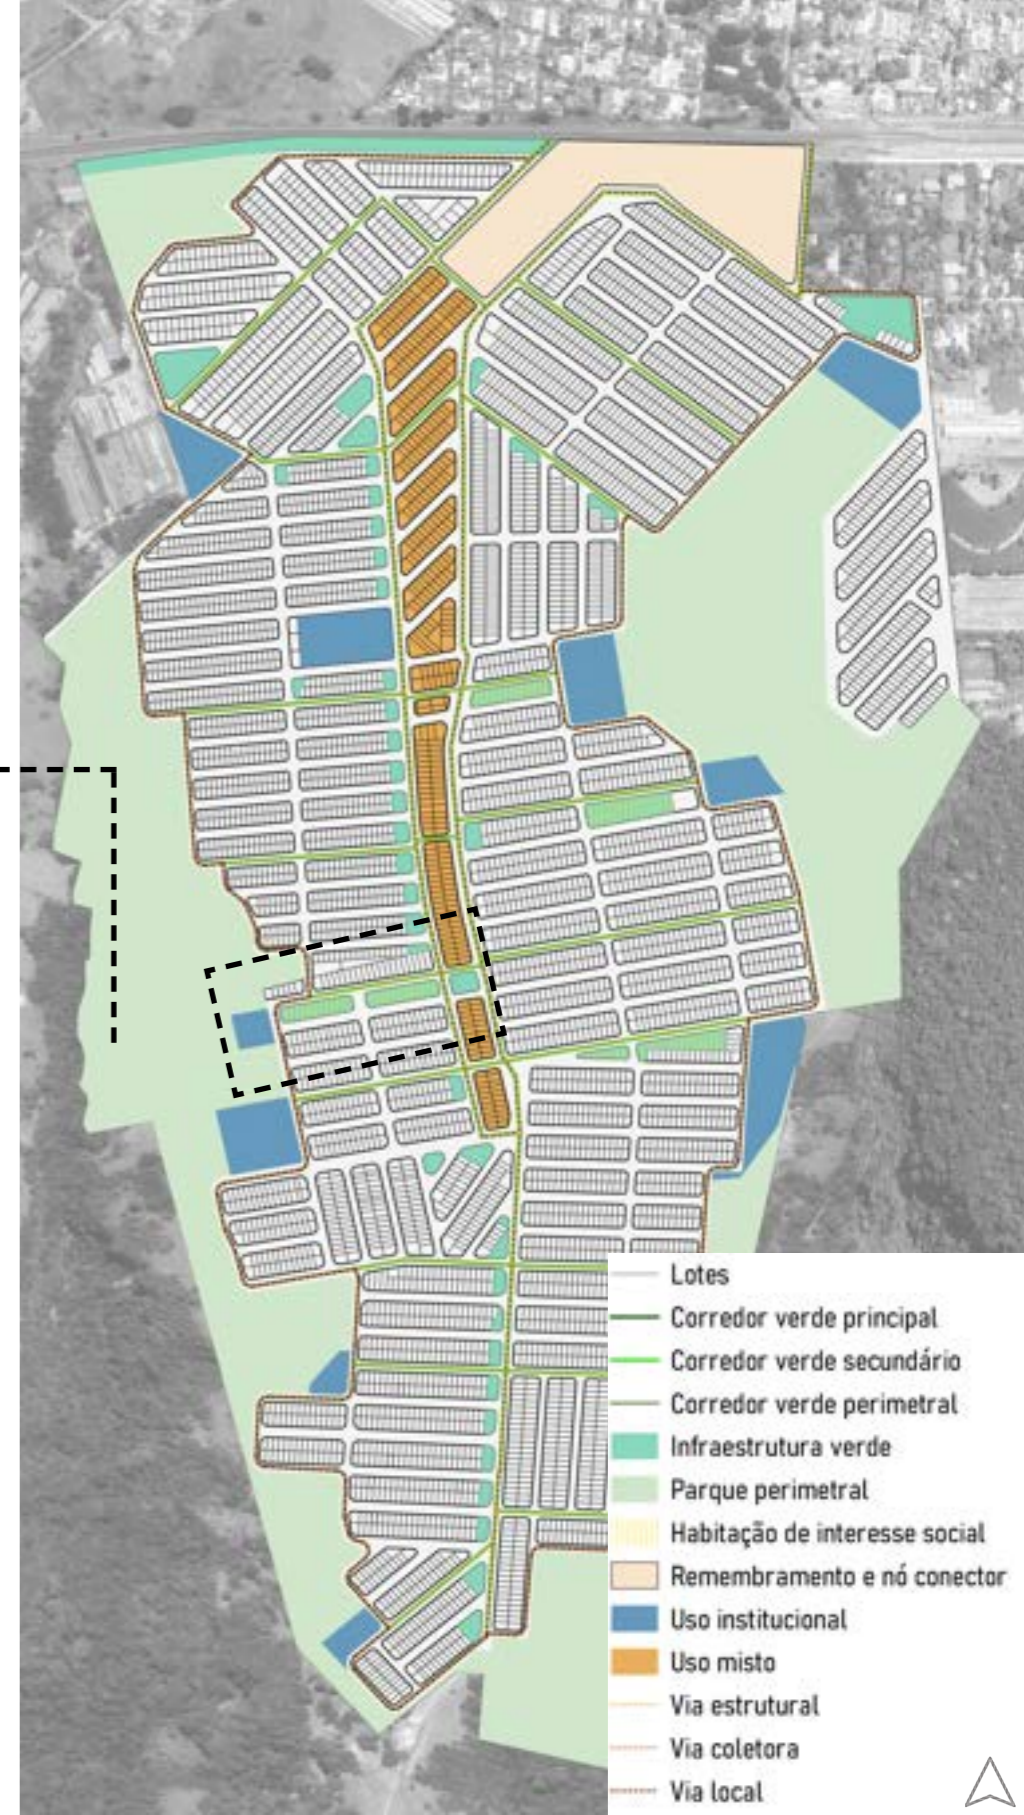 Lotes
Corredor verde principal
Corredor verde secundário
Corredor verde perimetral
Infraestrutura verde
Parque perimetral
Habitação de interesse social
Remembramento e nó conector
Uso institucional
Uso misto
Via estrutural
Via coletora
Via local